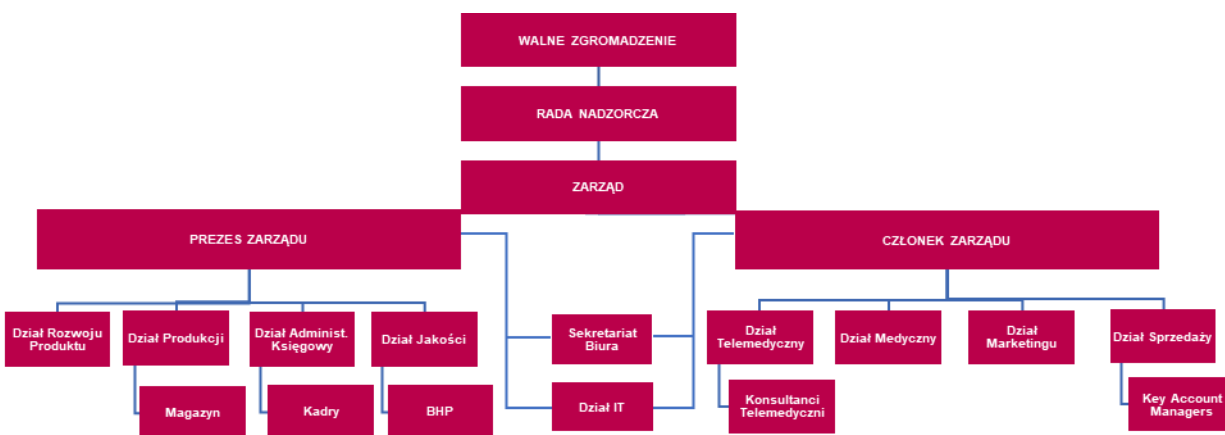 WALNE ZGROMADZENIE
RADA NADZORCZA
ZARZĄD
PREZES ZARZĄDU
CZŁONEK ZARZĄDU
Dział Rozwoju
Produktu
Dział Produkcji
Dział Administ.
Księgowy
Dział Jakości
Sekretariat
Biura
Dział
Telemedyczny
Dział Medyczny
Dział
Marketingu
Dział Sprzedaży
Magazyn
Kadry
BHP
Dział IT
Konsultanci
Telemedyczni
Key Account
Managers